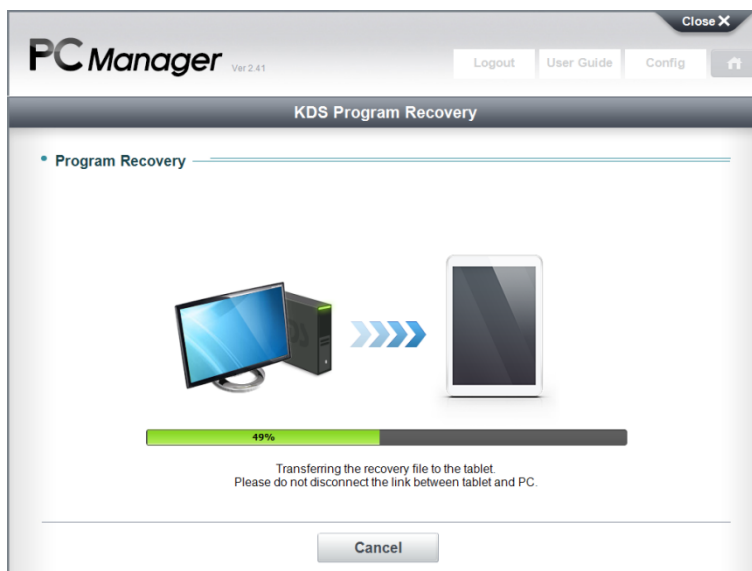 Close X
PC Manager Ver 2.41
Logout User Guide Config
KDS Program Recovery
• Program Recovery
49%
Transferring the recovery file to the tablet.
Please do not disconnect the link between tablet and PC.
Cancel